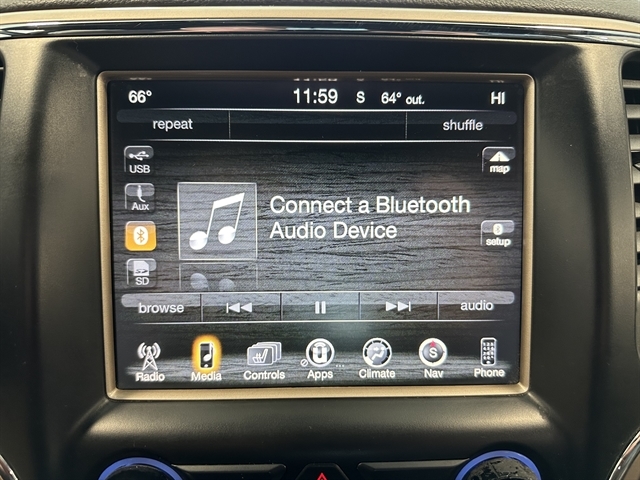 66° 11:59 S 64° out. HI
repeat shuffle
USB
map
Aux
Connect a Bluetooth
Audio Device
setup
SD
browse audio
Radio Media Controls Apps Climate Nav Phone